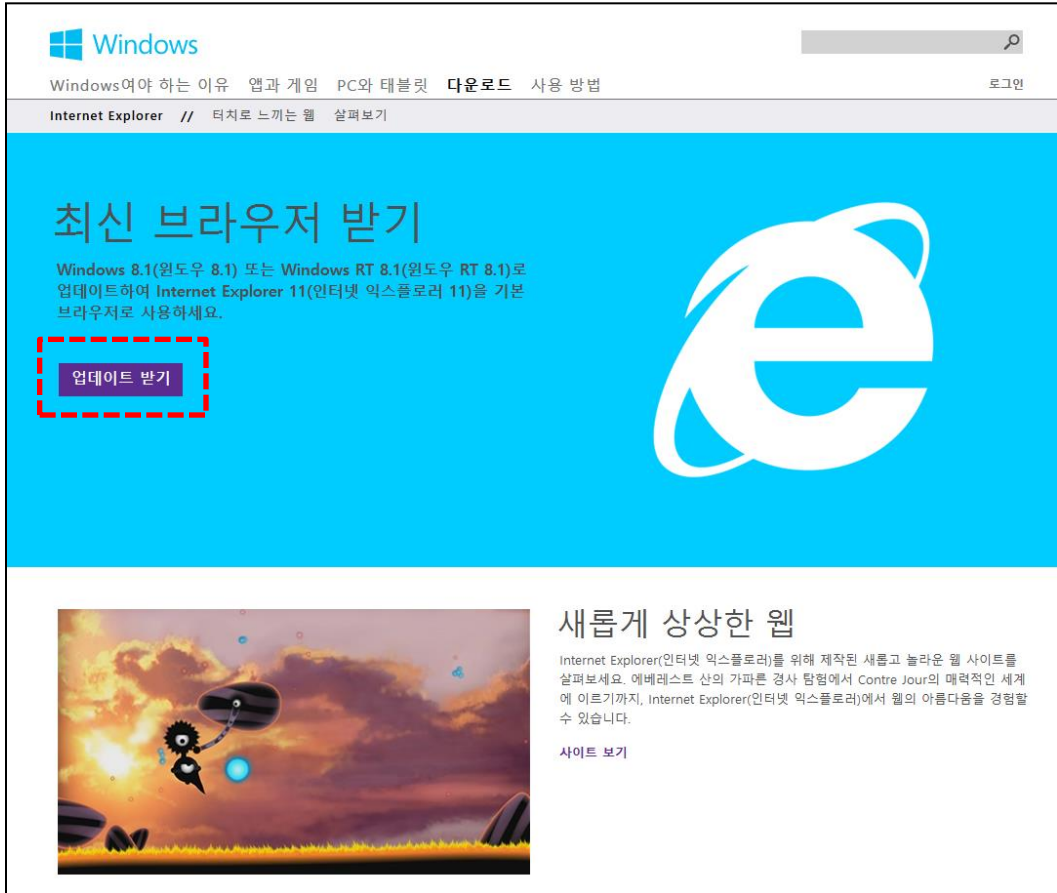 Windows
Windows여야 하는 이유 앱과 게임 PC와 태블릿 다운로드 사용 방법 로그인
Internet Explorer // 터치로 느끼는 웹 살펴보기
최신 브라우저 받기
Windows 8.1(윈도우 8.1) 또는 Windows RT 8.1(윈도우 RT 8.1)로
업데이트하여 Internet Explorer 11(인터넷 익스플로러 11)을 기본
브라우저로 사용하세요.
업데이트 받기
새롭게 상상한 웹
Internet Explorer(인터넷 익스플로러)를 위해 제작된 새롭고 놀라운 웹 사이트를
살펴보세요. 에베레스트 산의 가파른 경사 탐험에서 Contre Jour의 매력적인 세계
에 이르기까지, Internet Explorer(인터넷 익스플로러)에서 웹의 아름다움을 경험할
수 있습니다.
사이트 보기